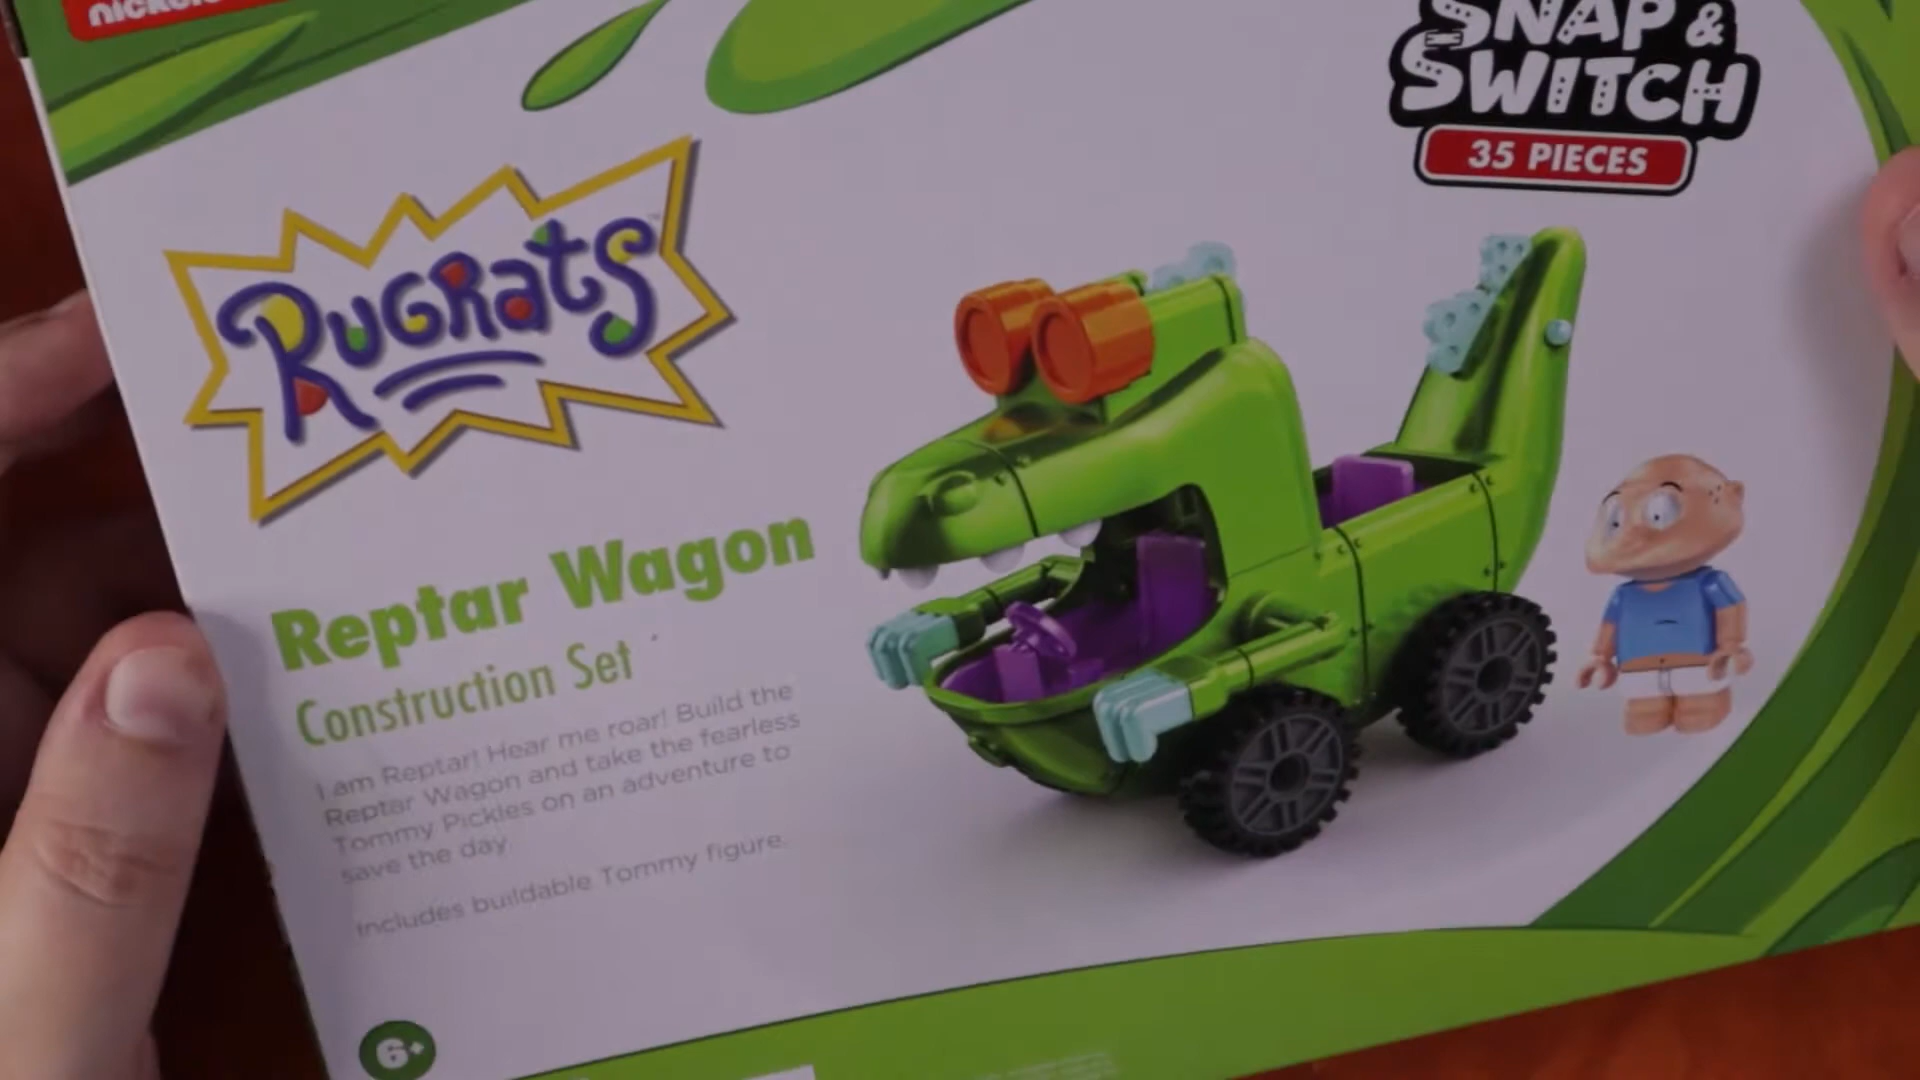 SNAP &
SWITCH
35 PIECES
RUGRATS
Reptar Wagon
Construction Set
I am Reptar! Hear me roar! Build the
Reptar Wagon and take the fearless
Tommy Pickles on an adventure to
save the day.
Includes buildable Tommy figure.
6+